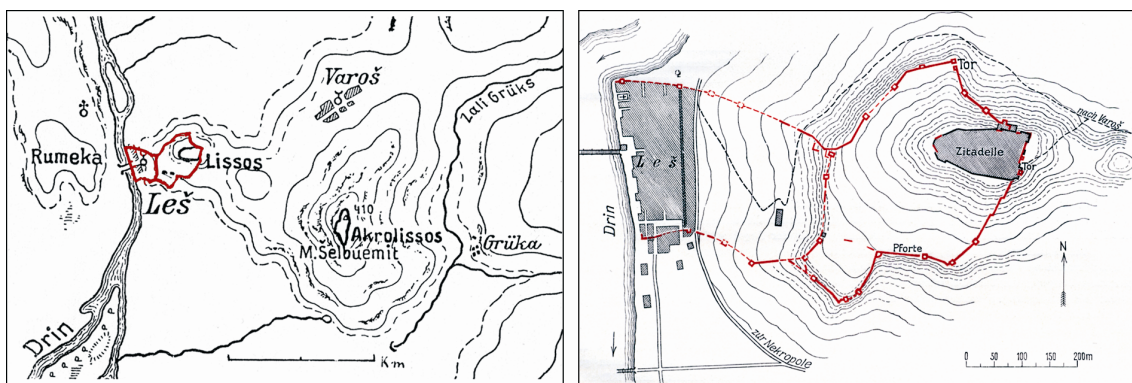 Varoš
Zali Grüks
Rumeka
Lissos
Leš
410
Akrolissos
M. Selbuemit
Grüka
Drin
Km
Tor
nach Varoš
Zitadelle
Leš
Tor
Drin
Pforte
N
zur Nekropole
0 50 100 150 200m